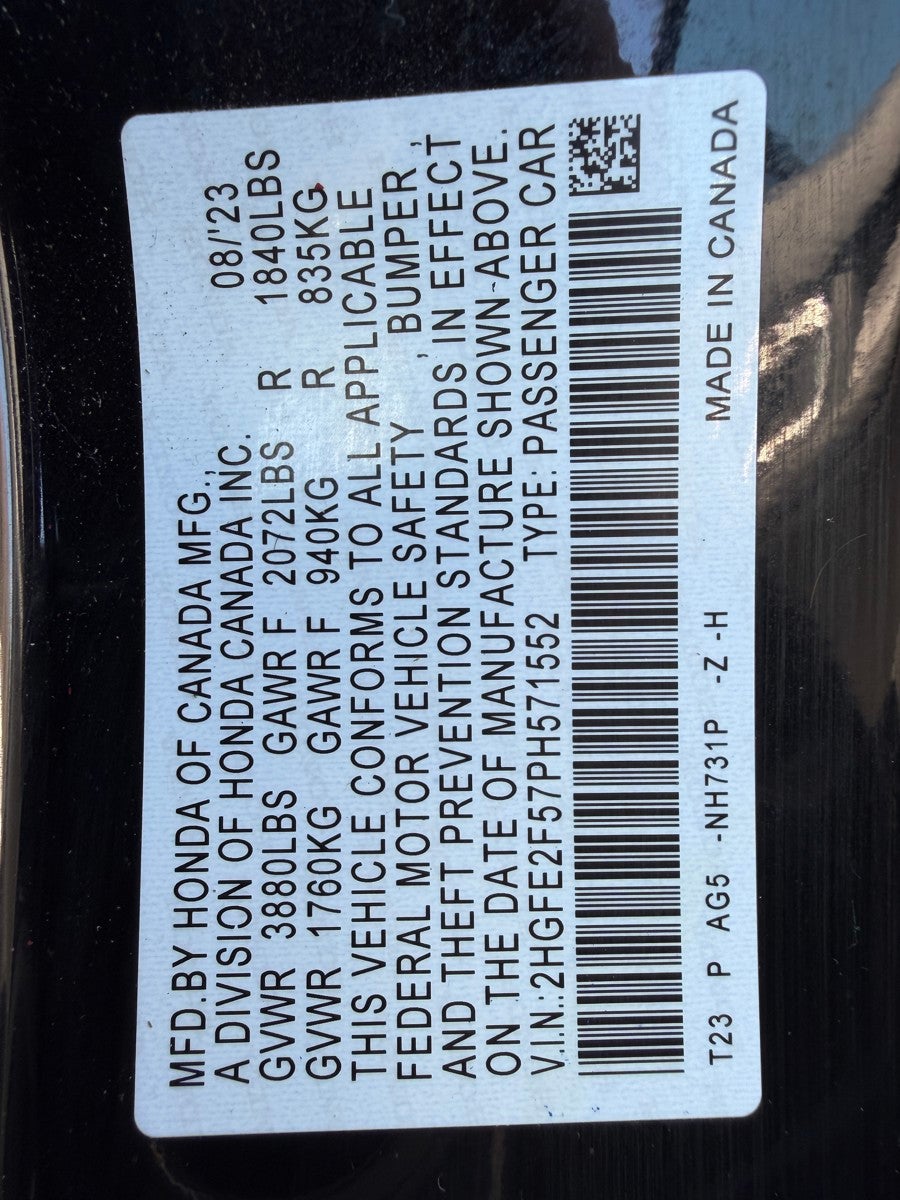 MFD.BY HONDA OF CANADA MFG.,
A DIVISION OF HONDA CANADA INC. 08/'23
GVWR 3880LBS GAWR F 2072LBS R 1840LBS
GVWR 1760KG GAWR F 940KG R 835KG
THIS VEHICLE CONFORMS TO ALL APPLICABLE
FEDERAL MOTOR VEHICLE SAFETY, BUMPER,
AND THEFT PREVENTION STANDARDS IN EFFECT
ON THE DATE OF MANUFACTURE SHOWN ABOVE.
V.I.N.:2HGFE2F57PH571552 TYPE: PASSENGER CAR
T23 P AG5 -NH731P -Z -H MADE IN CANADA